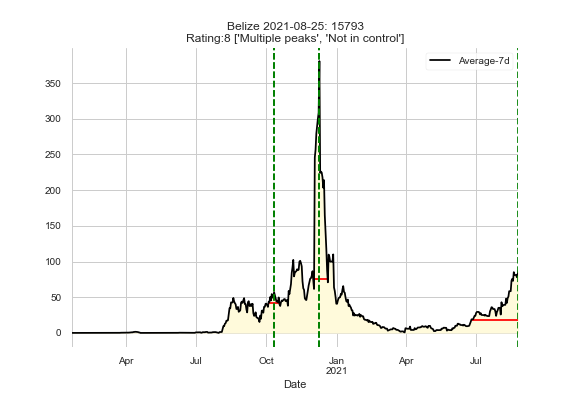 Belize 2021-08-25: 15793
Rating:8 ['Multiple peaks', 'Not in control']
Average-7d
350
300
250
200
150
100
50
0
Apr
Jul
Oct
Jan
2021
Apr
Jul
Date